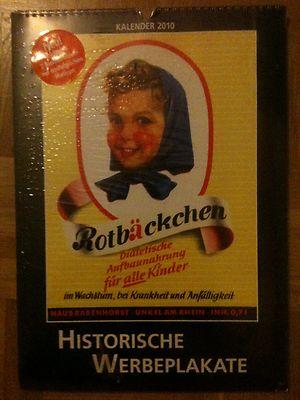 KALENDER 2010
Rotbäckchen
Diätetische
Aufbaunahrung
für alle Kinder
im Wachstum, bei Krankheit und Anfälligkeit
HAUS RABENHORST · UNKEL AM RHEIN · INH. 0,7 l
HISTORISCHE
WERBEPLAKATE